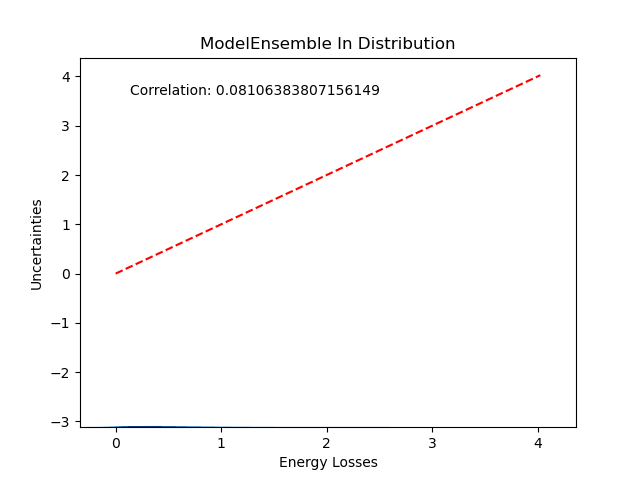 ModelEnsemble In Distribution
Correlation: 0.08106383807156149
Uncertainties
4
3
2
1
0
−1
−2
−3
0 1 2 3 4
Energy Losses